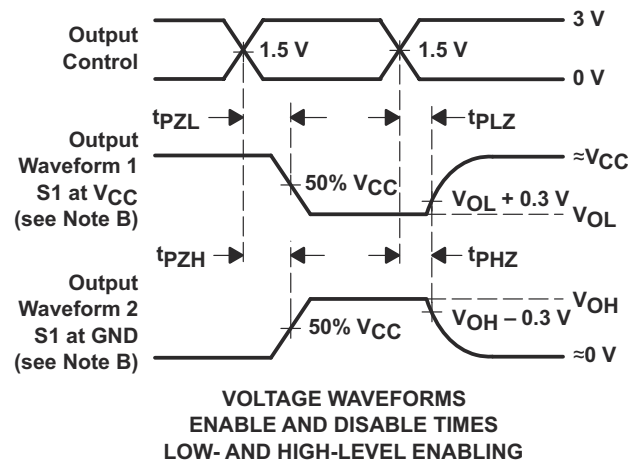 Output
Control
1.5 V
1.5 V
3 V
0 V
tPZL
tPLZ
Output
Waveform 1
S1 at VCC
(see Note B)
50% VCC
≈VCC
VOL + 0.3 V
VOL
tPZH
tPHZ
Output
Waveform 2
S1 at GND
(see Note B)
50% VCC
VOH
VOH – 0.3 V
≈0 V
VOLTAGE WAVEFORMS
ENABLE AND DISABLE TIMES
LOW- AND HIGH-LEVEL ENABLING